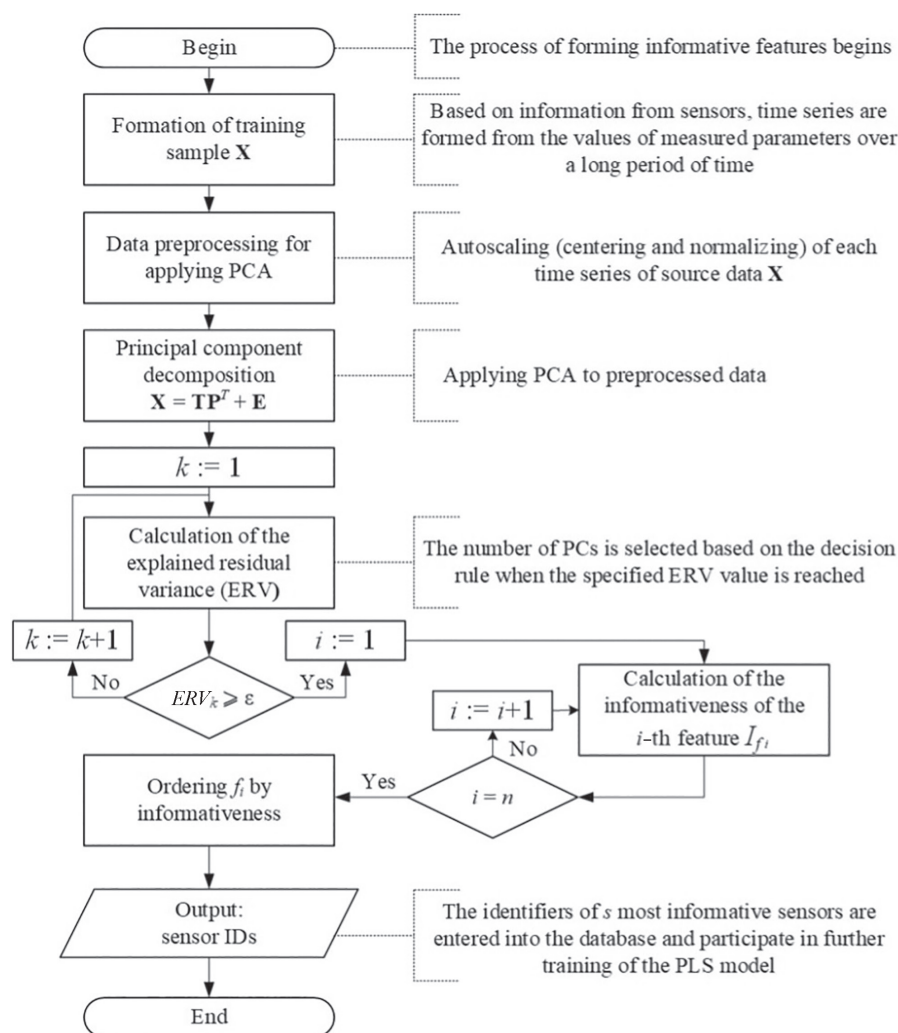 Begin
The process of forming informative features begins
Formation of training
sample X
Based on information from sensors, time series are
formed from the values of measured parameters over
a long period of time
Data preprocessing for
applying PCA
Autoscaling (centering and normalizing) of each
time series of source data X
Principal component
decomposition
X = TPᵀ + E
Applying PCA to preprocessed data
k := 1
Calculation of the
explained residual
variance (ERV)
The number of PCs is selected based on the decision
rule when the specified ERV value is reached
k := k+1
No
ERVₖ ⩾ ε
Yes
i := 1
Calculation of the
informativeness of the
i-th feature I_{f_i}
i := i+1
No
i = n
Yes
Ordering fᵢ by
informativeness
Output:
sensor IDs
The identifiers of s most informative sensors are
entered into the database and participate in further
training of the PLS model
End